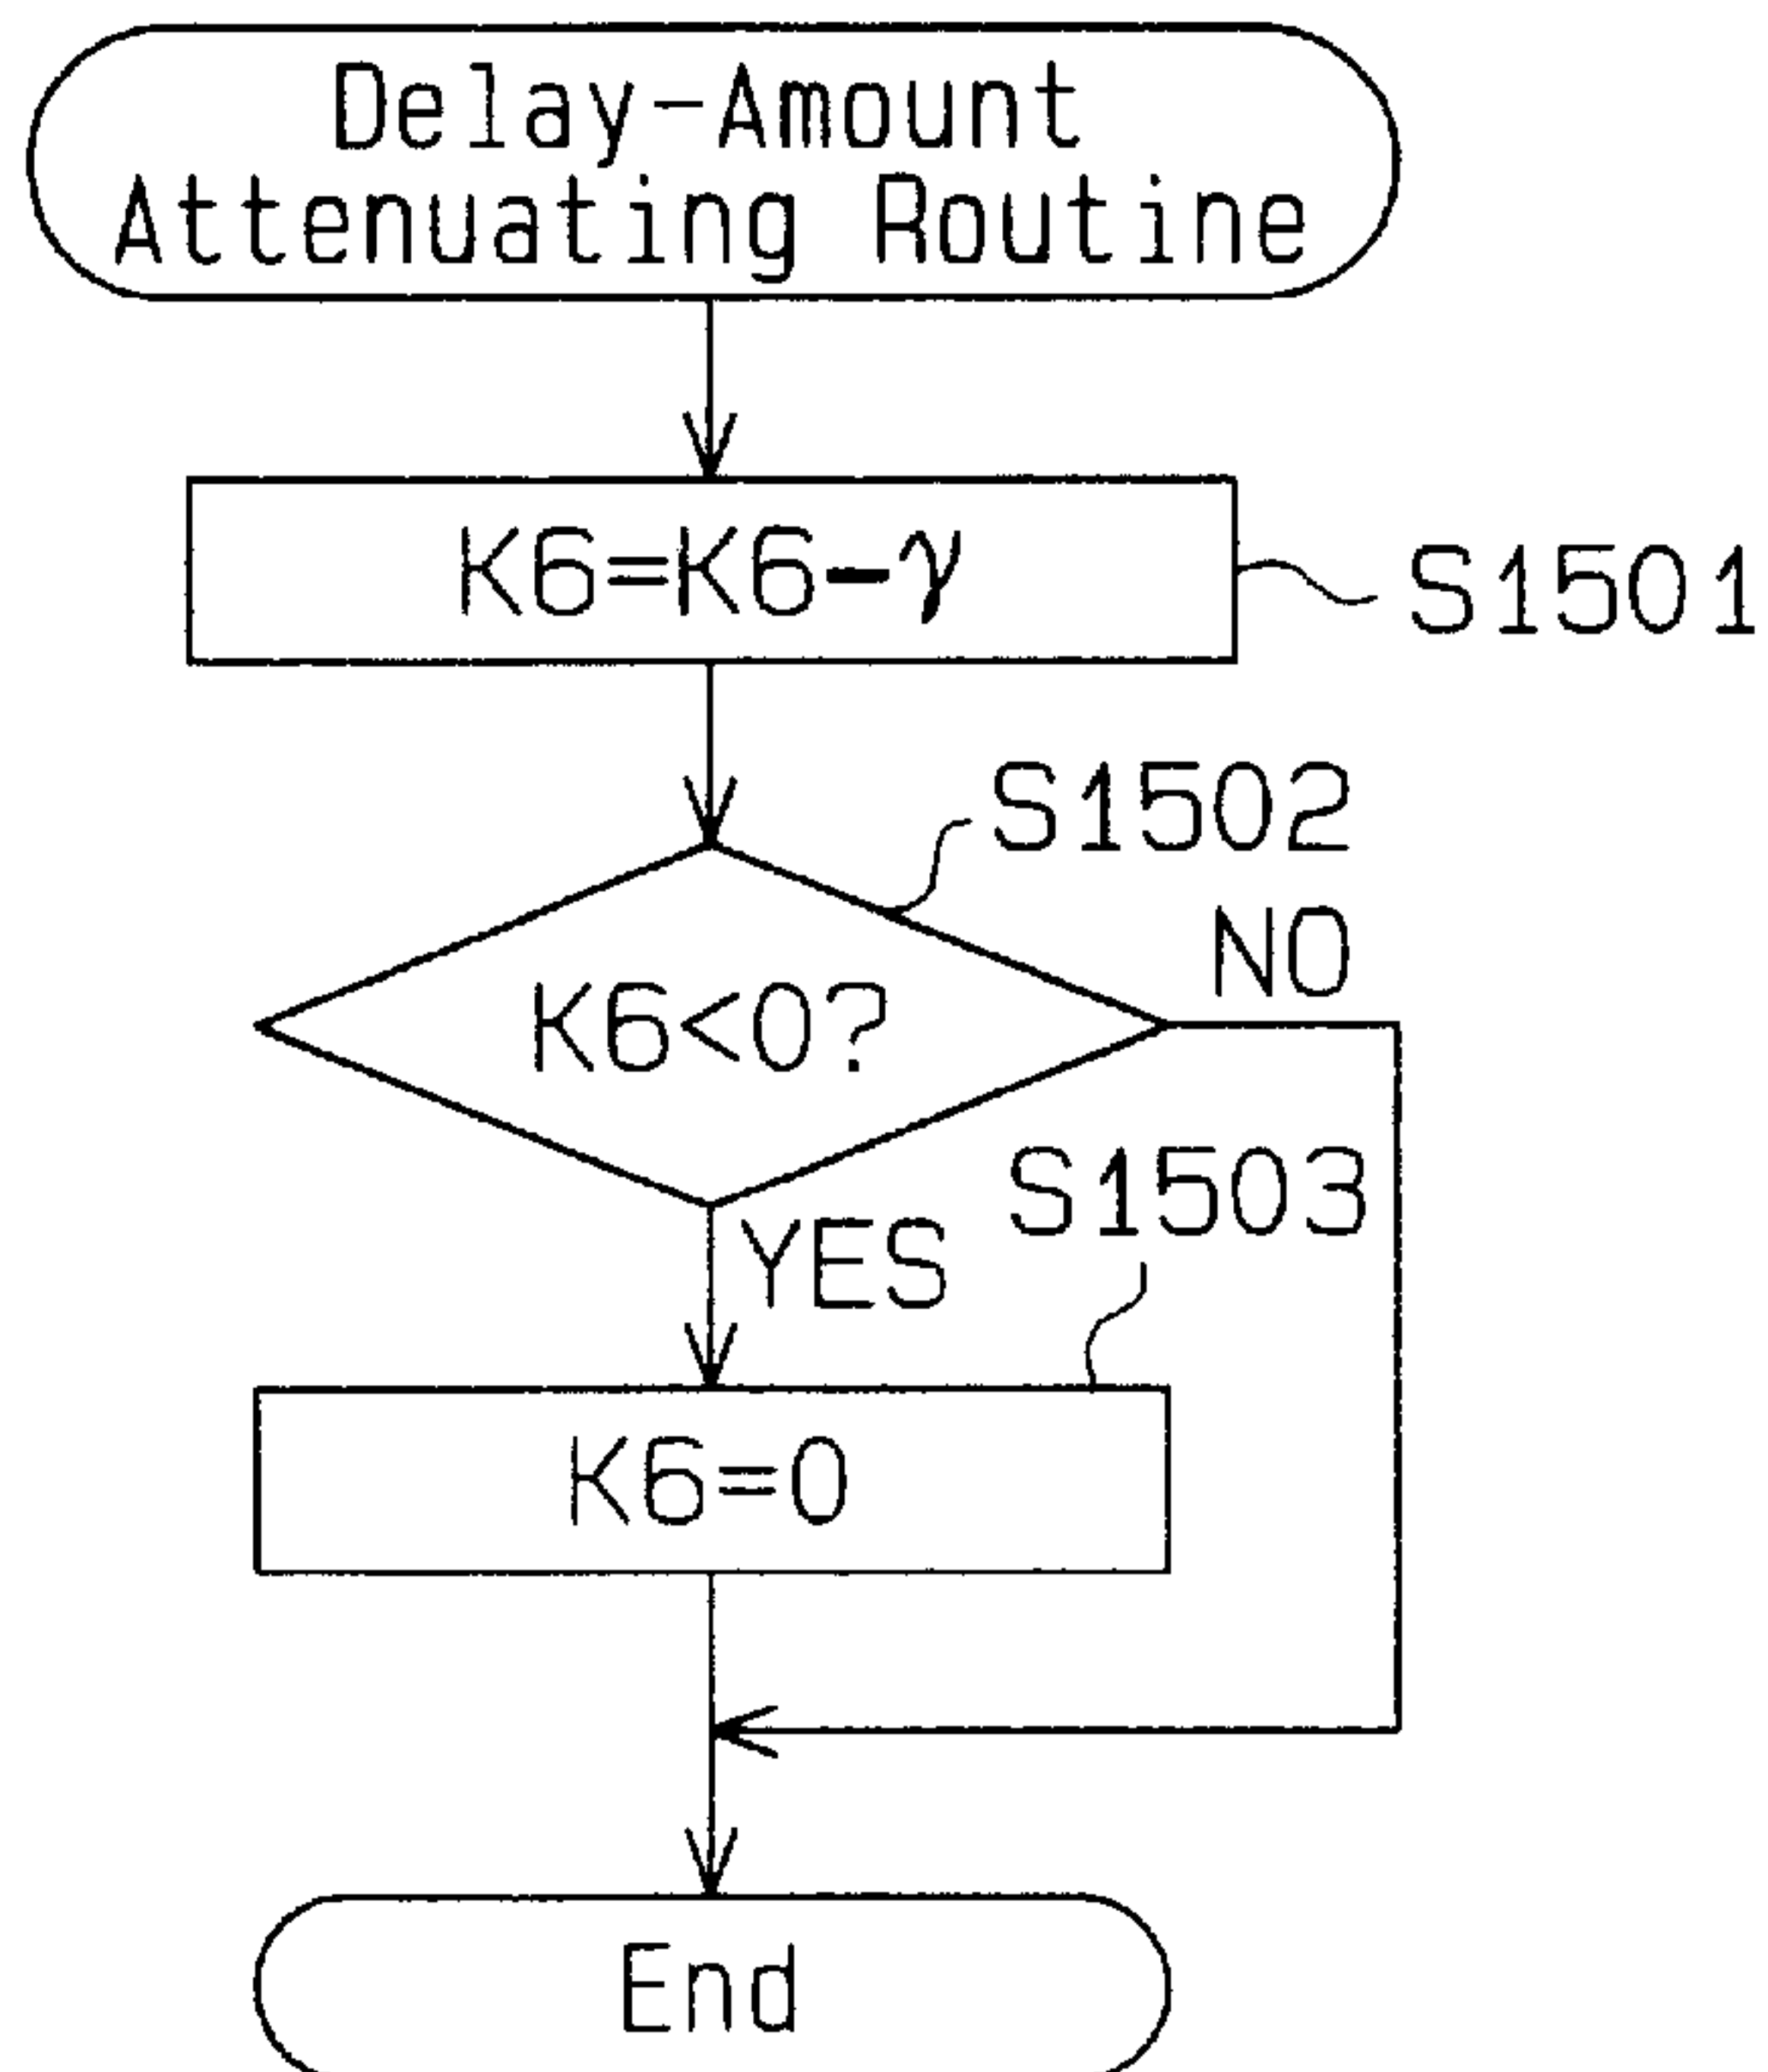 Delay-Amount
Attenuating Routine
K6=K6-γ
S1501
S1502
NO
K6<0?
S1503
YES
K6=0
End